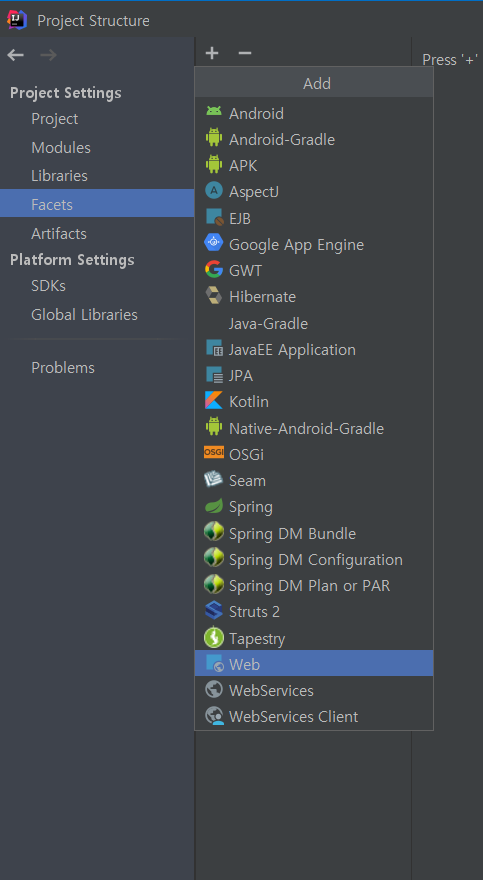 Project Structure
Project Settings
Project
Modules
Libraries
Facets
Artifacts
Platform Settings
SDKs
Global Libraries
Problems
Press '+'
Add
Android
Android-Gradle
APK
AspectJ
EJB
Google App Engine
GWT
Hibernate
Java-Gradle
JavaEE Application
JPA
Kotlin
Native-Android-Gradle
OSGi
Seam
Spring
Spring DM Bundle
Spring DM Configuration
Spring DM Plan or PAR
Struts 2
Tapestry
Web
WebServices
WebServices Client